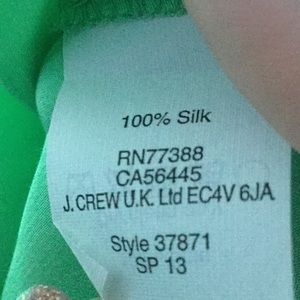 100% Silk
RN77388
CA56445
J. CREW U.K. Ltd EC4V 6JA
Style 37871
SP 13